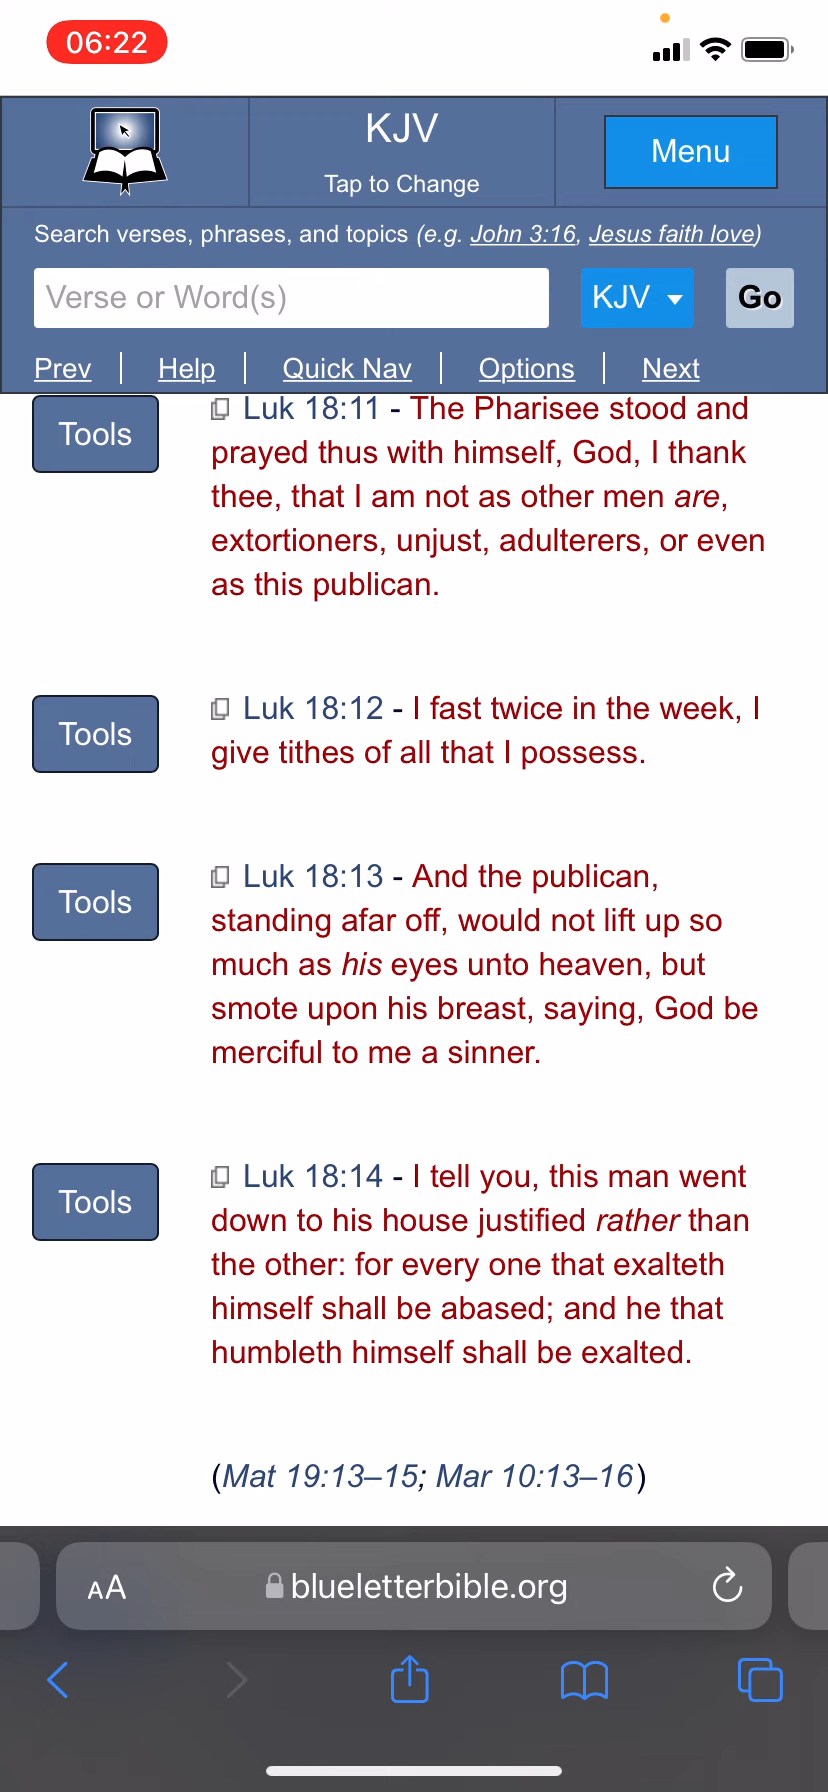 06:22
KJV
Tap to Change
Menu
Search verses, phrases, and topics (e.g. John 3:16, Jesus faith love)
Verse or Word(s)
KJV
Go
Prev | Help | Quick Nav | Options | Next
Tools
Luk 18:11 - The Pharisee stood and
prayed thus with himself, God, I thank
thee, that I am not as other men are,
extortioners, unjust, adulterers, or even
as this publican.
Tools
Luk 18:12 - I fast twice in the week, I
give tithes of all that I possess.
Tools
Luk 18:13 - And the publican,
standing afar off, would not lift up so
much as his eyes unto heaven, but
smote upon his breast, saying, God be
merciful to me a sinner.
Tools
Luk 18:14 - I tell you, this man went
down to his house justified rather than
the other: for every one that exalteth
himself shall be abased; and he that
humbleth himself shall be exalted.
(Mat 19:13–15; Mar 10:13–16)
AA
blueletterbible.org